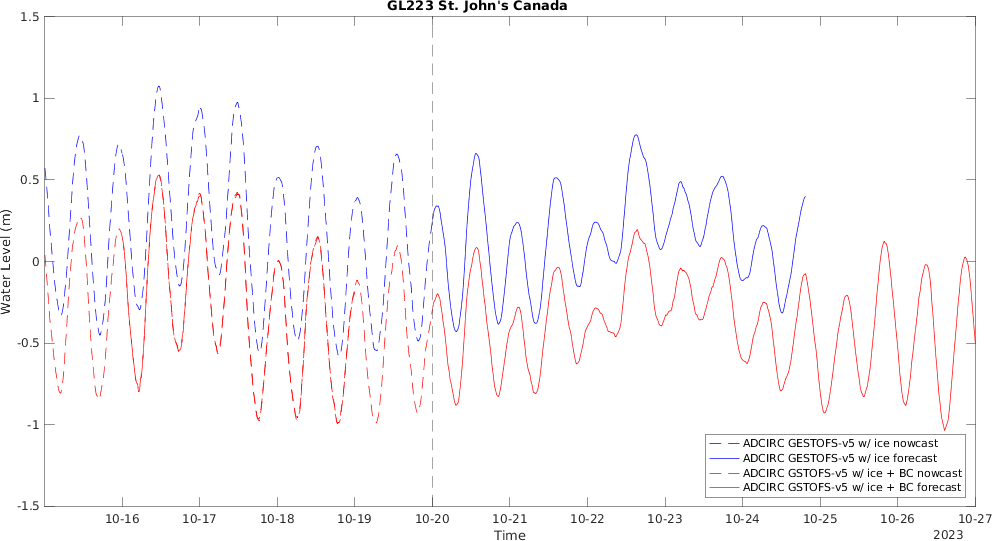 GL223 St. John's Canada
Water Level (m)
1.5
1
0.5
0
-0.5
-1
-1.5
10-16 10-17 10-18 10-19 10-20 10-21 10-22 10-23 10-24 10-25 10-26 10-27
Time
2023
ADCIRC GESTOFS-v5 w/ ice nowcast
ADCIRC GESTOFS-v5 w/ ice forecast
ADCIRC GSTOFS-v5 w/ ice + BC nowcast
ADCIRC GSTOFS-v5 w/ ice + BC forecast